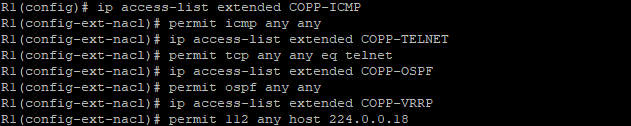 R1(config)# ip access-list extended COPP-ICMP
R1(config-ext-nacl)# permit icmp any any
R1(config-ext-nacl)# ip access-list extended COPP-TELNET
R1(config-ext-nacl)# permit tcp any any eq telnet
R1(config-ext-nacl)# ip access-list extended COPP-OSPF
R1(config-ext-nacl)# permit ospf any any
R1(config-ext-nacl)# ip access-list extended COPP-VRRP
R1(config-ext-nacl)# permit 112 any host 224.0.0.18